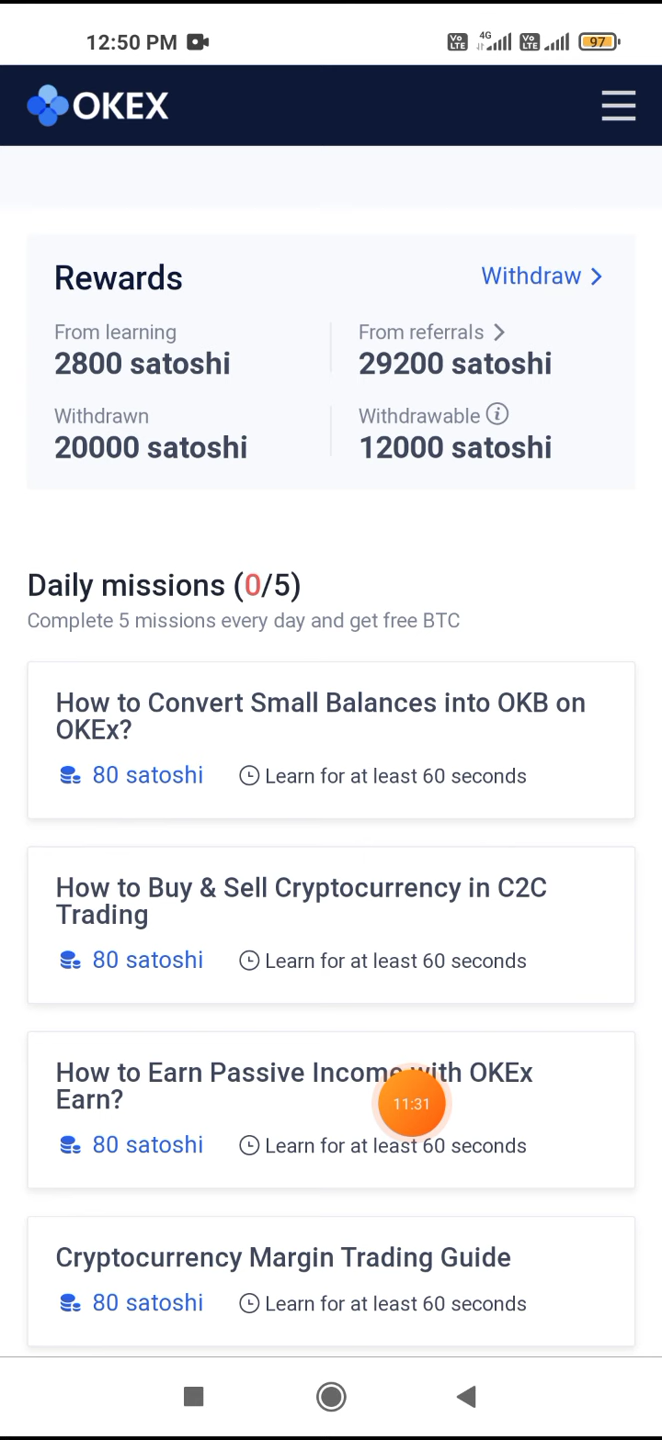 12:50 PM VoLTE 4G VoLTE 97
OKEX
Rewards
Withdraw
From learning
From referrals
2800 satoshi
29200 satoshi
Withdrawn
Withdrawable
20000 satoshi
12000 satoshi
Daily missions (0/5)
Complete 5 missions every day and get free BTC
How to Convert Small Balances into OKB on
OKEx?
80 satoshi
Learn for at least 60 seconds
How to Buy & Sell Cryptocurrency in C2C
Trading
80 satoshi
Learn for at least 60 seconds
How to Earn Passive Income with OKEx
Earn?
11:31
80 satoshi
Learn for at least 60 seconds
Cryptocurrency Margin Trading Guide
80 satoshi
Learn for at least 60 seconds